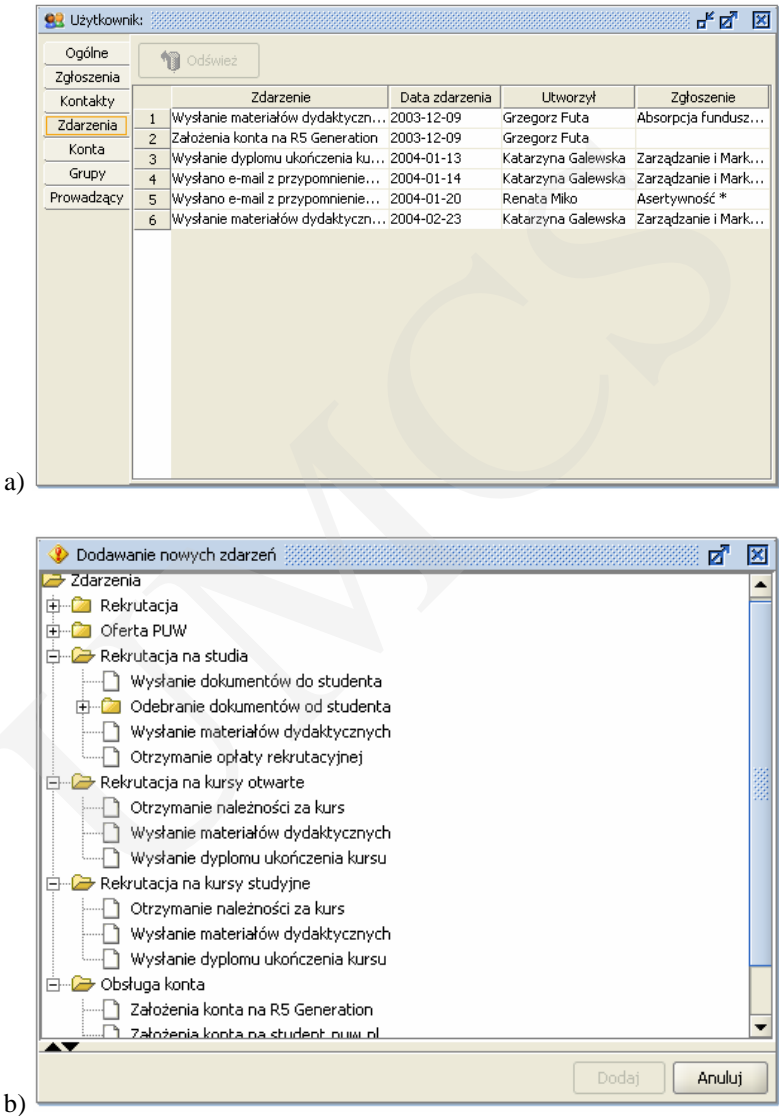 Użytkownik:
Ogólne
Zgłoszenia
Kontakty
Zdarzenia
Konta
Grupy
Prowadzący
Odśwież
Zdarzenie Data zdarzenia Utworzył Zgłoszenie
1 Wysłanie materiałów dydaktyczn... 2003-12-09 Grzegorz Futa Absorpcja fundusz...
2 Założenia konta na R5 Generation 2003-12-09 Grzegorz Futa
3 Wysłanie dyplomu ukończenia ku... 2004-01-13 Katarzyna Galewska Zarządzanie i Mark...
4 Wysłano e-mail z przypomnienie... 2004-01-14 Katarzyna Galewska Zarządzanie i Mark...
5 Wysłano e-mail z przypomnienie... 2004-01-20 Renata Miko Asertywność *
6 Wysłanie materiałów dydaktyczn... 2004-02-23 Katarzyna Galewska Zarządzanie i Mark...
a)
Dodawanie nowych zdarzeń
Zdarzenia
Rekrutacja
Oferta PUW
Rekrutacja na studia
Wysłanie dokumentów do studenta
Odebranie dokumentów od studenta
Wysłanie materiałów dydaktycznych
Otrzymanie opłaty rekrutacyjnej
Rekrutacja na kursy otwarte
Otrzymanie należności za kurs
Wysłanie materiałów dydaktycznych
Wysłanie dyplomu ukończenia kursu
Rekrutacja na kursy studyjne
Otrzymanie należności za kurs
Wysłanie materiałów dydaktycznych
Wysłanie dyplomu ukończenia kursu
Obsługa konta
Założenia konta na R5 Generation
Założenia konta na student.puw.pl
Dodaj Anuluj
b)
UMCS